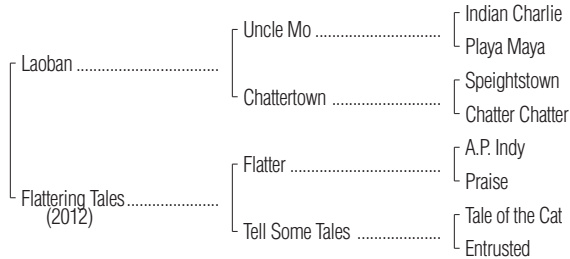 Indian Charlie
Uncle Mo ..............................
Playa Maya
Laoban ..................................
Speightstown
Chattertown ..........................
Chatter Chatter
A.P. Indy
Flatter ....................................
Praise
Flattering Tales ......................
(2012)
Tale of the Cat
Tell Some Tales ....................
Entrusted